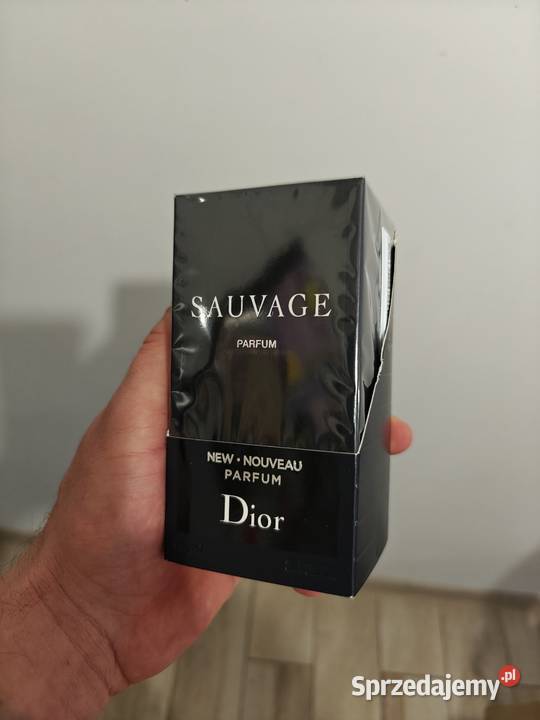 SAUVAGE
PARFUM
NEW • NOUVEAU
PARFUM
Dior
Sprzedajemy.pl